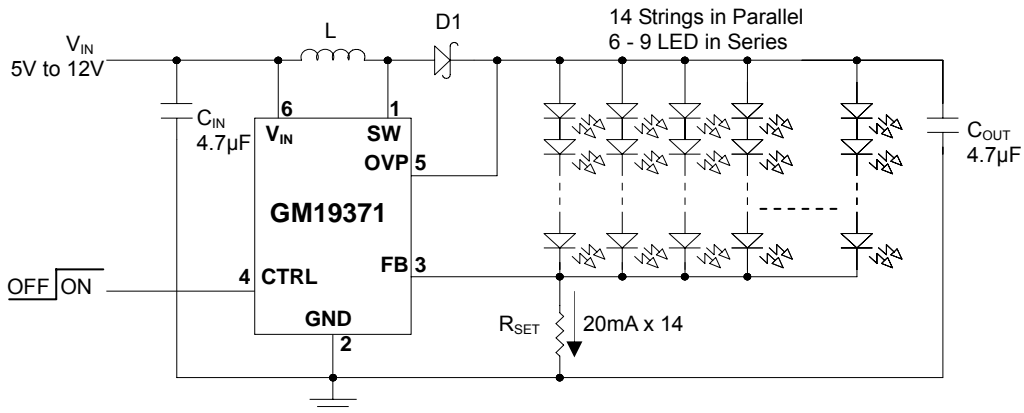 14 Strings in Parallel
6 - 9 LED in Series
L
D1
VIN
5V to 12V
CIN
4.7µF
6
1
VIN
SW
OVP
5
COUT
4.7µF
GM19371
4
CTRL
FB
3
OFF
ON
GND
2
RSET
20mA x 14